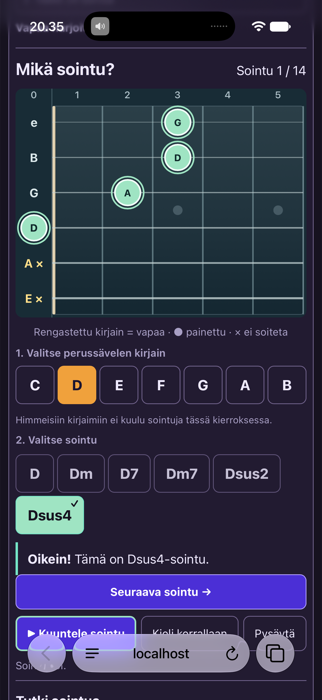 20.35
Mikä sointu?
Sointu 1 / 14
0 1 2 3 4 5
e G
B D
G A
D
A ×
E ×
Rengastettu kirjain = vapaa · ● painettu · × ei soiteta
1. Valitse perussävelen kirjain
C D E F G A B
Himmeisiin kirjaimiin ei kuulu sointuja tässä kierroksessa.
2. Valitse sointu
D Dm D7 Dm7 Dsus2
Dsus4 ✓
Oikein! Tämä on Dsus4-sointu.
Seuraava sointu →
▶ Kuuntele sointu Kieli kerrallaan Pysäytä
localhost